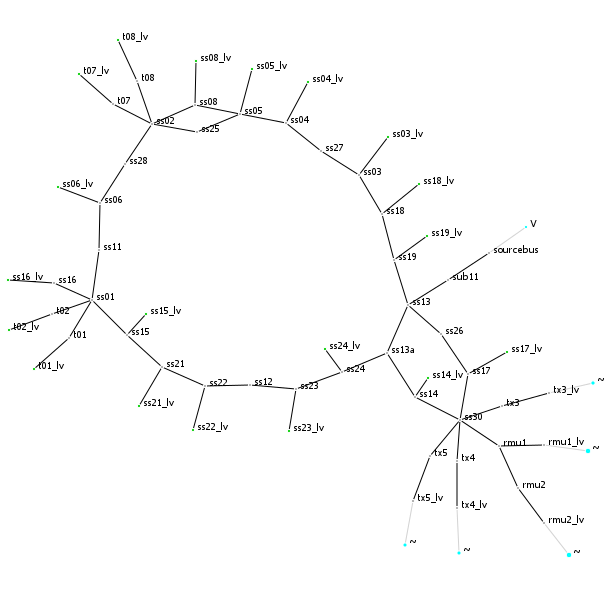 t08_lv
ss08_lv
ss05_lv
t07_lv
t08
ss04_lv
t07
ss08
ss05
ss02
ss25
ss04
ss03_lv
ss27
ss28
ss03
ss06_lv
ss18_lv
ss06
ss18
V
ss19_lv
ss11
sourcebus
ss19
ss16_lv
ss16
sub11
ss01
ss13
t02
ss15_lv
t02_lv
t01
ss15
ss26
ss24_lv
ss13a
ss17_lv
t01_lv
ss21
ss24
ss14_lv
ss17
~
ss22
ss12
ss23
tx3_lv
ss14
ss21_lv
tx3
ss30
ss22_lv
ss23_lv
rmu1
rmu1_lv
~
tx5
tx4
rmu2
tx5_lv
tx4_lv
rmu2_lv
~
~
~